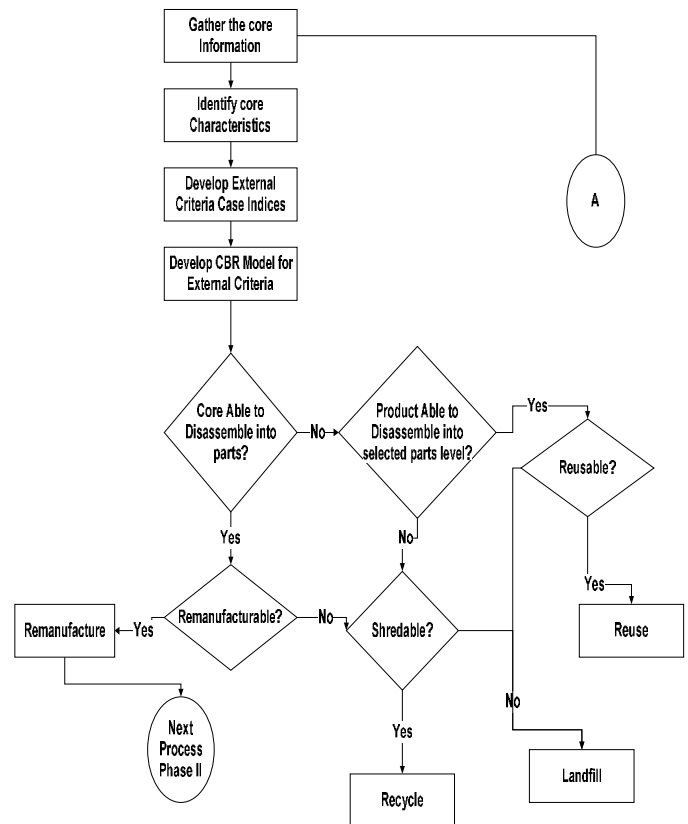 Gather the core
Information
Identify core
Characteristics
Develop External
Criteria Case Indices
A
Develop CBR Model for
External Criteria
Core Able to
Disassemble into
parts?
No
Product Able to
Disassemble into
selected parts level?
Yes
Reusable?
Yes
No
Yes
Remanufacture
Yes
Remanufacturable?
No
Shredable?
Reuse
Next
Process
Phase II
Yes
No
Recycle
Landfill